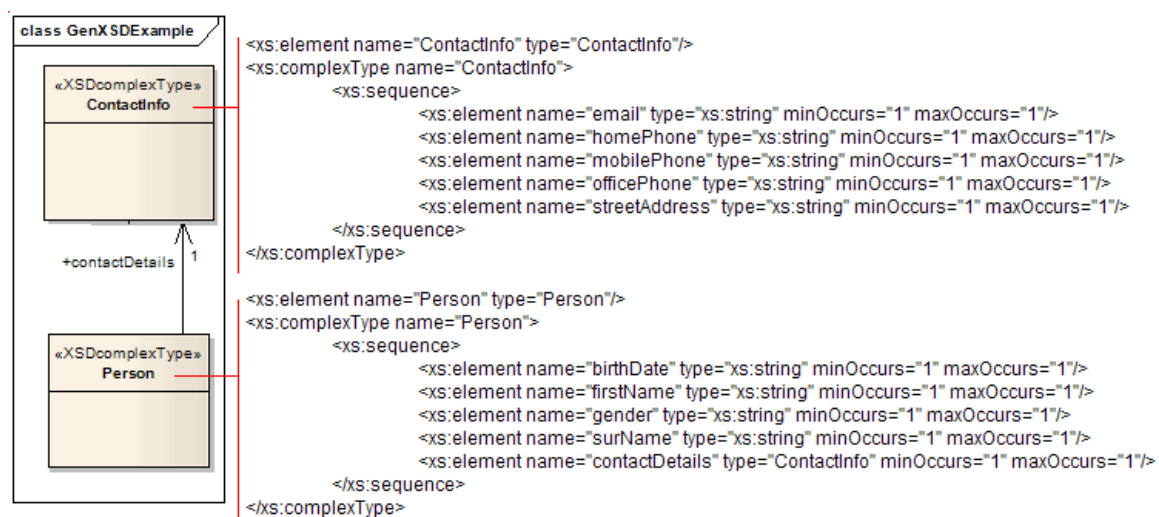 class GenXSDExample
«XSDcomplexType»
ContactInfo
+contactDetails
1
«XSDcomplexType»
Person
<xs:element name="ContactInfo" type="ContactInfo"/>
<xs:complexType name="ContactInfo">
<xs:sequence>
<xs:element name="email" type="xs:string" minOccurs="1" maxOccurs="1"/>
<xs:element name="homePhone" type="xs:string" minOccurs="1" maxOccurs="1"/>
<xs:element name="mobilePhone" type="xs:string" minOccurs="1" maxOccurs="1"/>
<xs:element name="officePhone" type="xs:string" minOccurs="1" maxOccurs="1"/>
<xs:element name="streetAddress" type="xs:string" minOccurs="1" maxOccurs="1"/>
</xs:sequence>
</xs:complexType>
<xs:element name="Person" type="Person"/>
<xs:complexType name="Person">
<xs:sequence>
<xs:element name="birthDate" type="xs:string" minOccurs="1" maxOccurs="1"/>
<xs:element name="firstName" type="xs:string" minOccurs="1" maxOccurs="1"/>
<xs:element name="gender" type="xs:string" minOccurs="1" maxOccurs="1"/>
<xs:element name="surName" type="xs:string" minOccurs="1" maxOccurs="1"/>
<xs:element name="contactDetails" type="ContactInfo" minOccurs="1" maxOccurs="1"/>
</xs:sequence>
</xs:complexType>